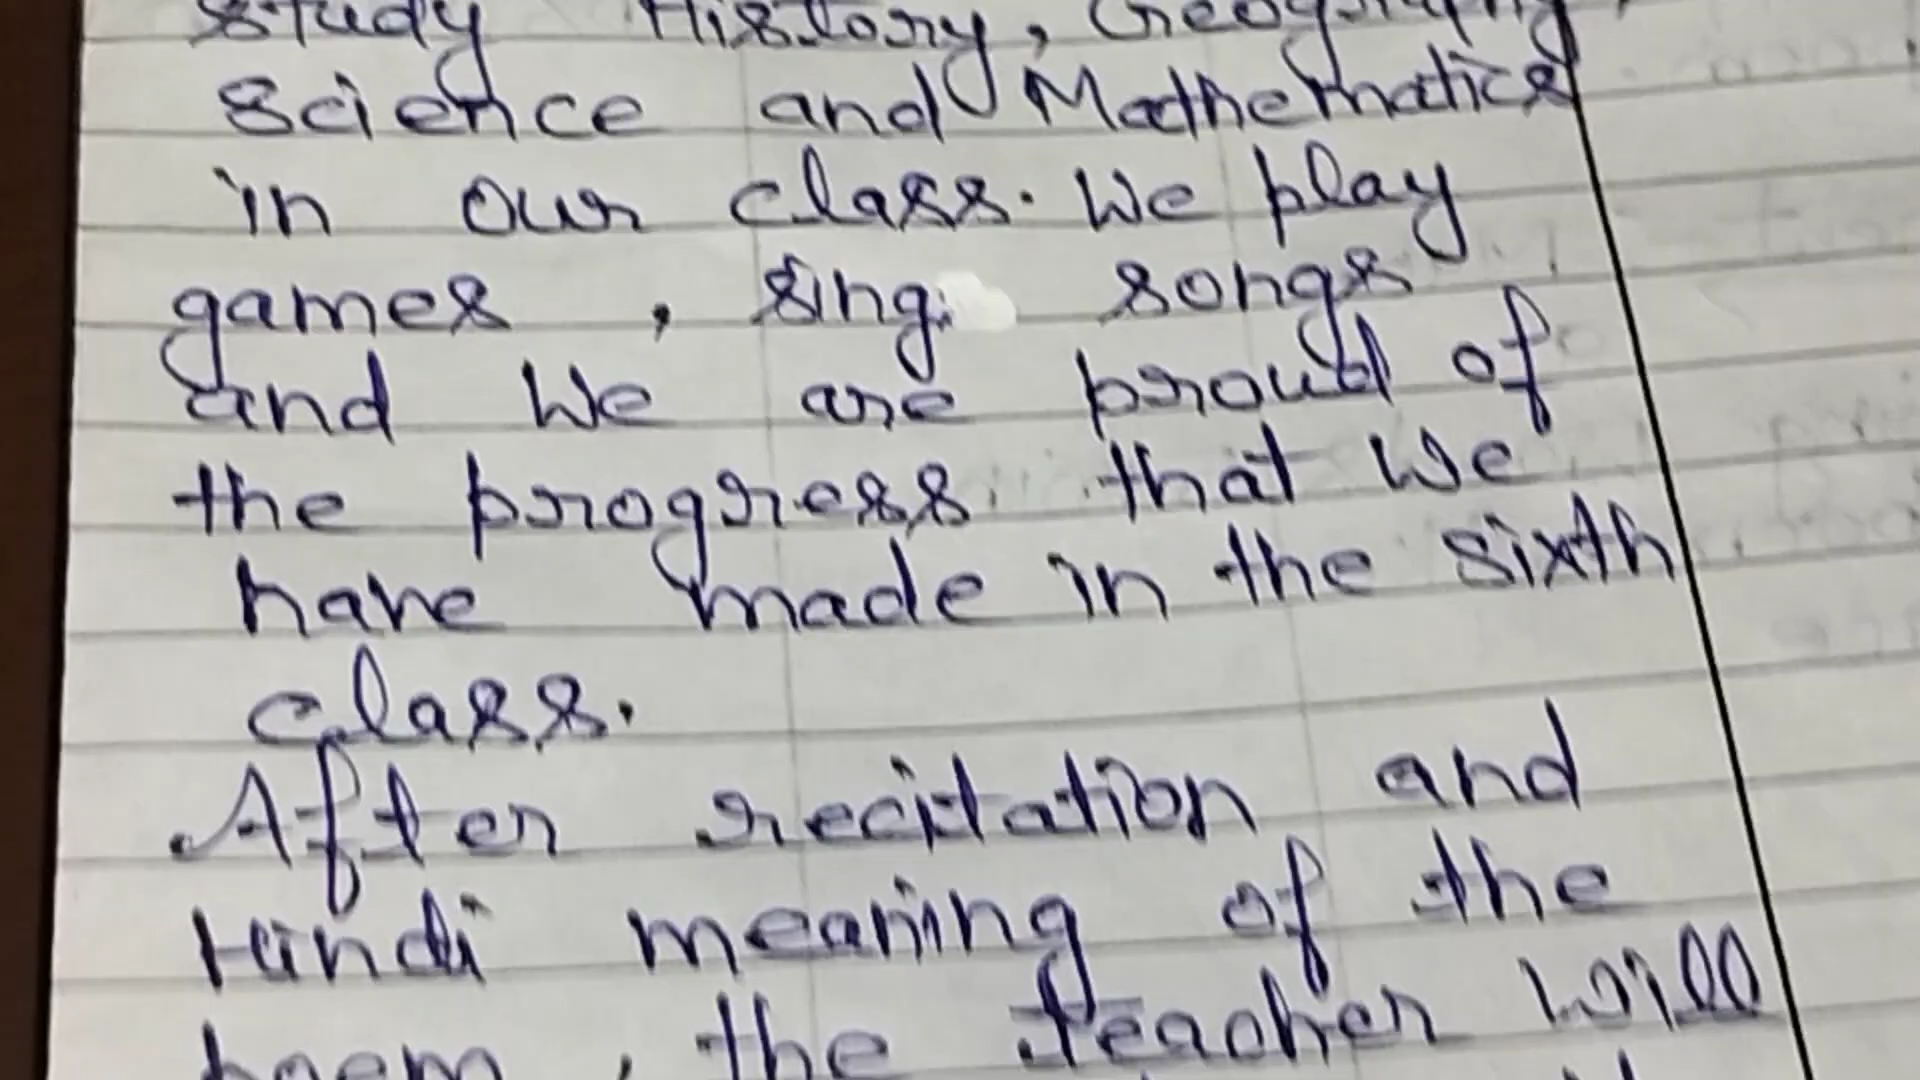 study History, Geography,
Science and Mathematics
in our class. We play
games, sing songs
and We are proud of
the progress that we
have made in the sixth
class.
After recitation and
Hindi meaning of the
poem, the teacher will